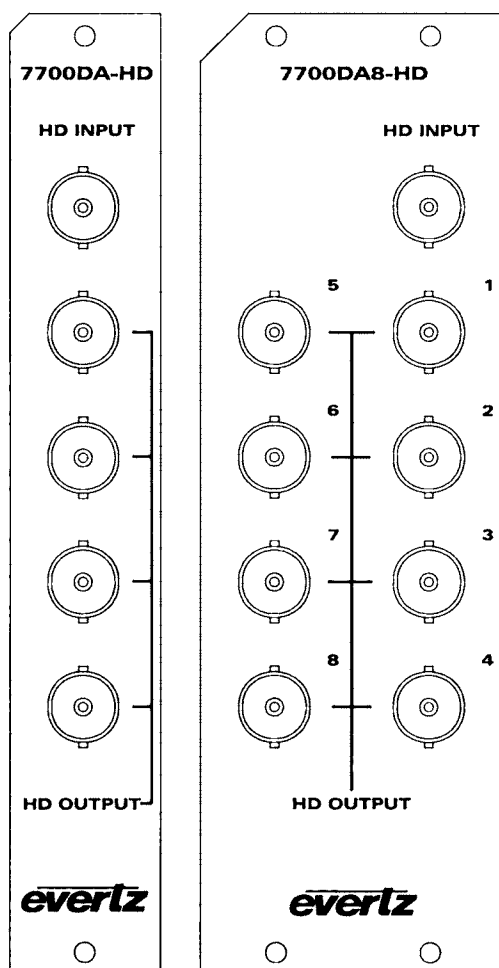 7700DA-HD
HD INPUT
HD OUTPUT
evertz
7700DA8-HD
HD INPUT
5 1
6 2
7 3
8 4
HD OUTPUT
evertz